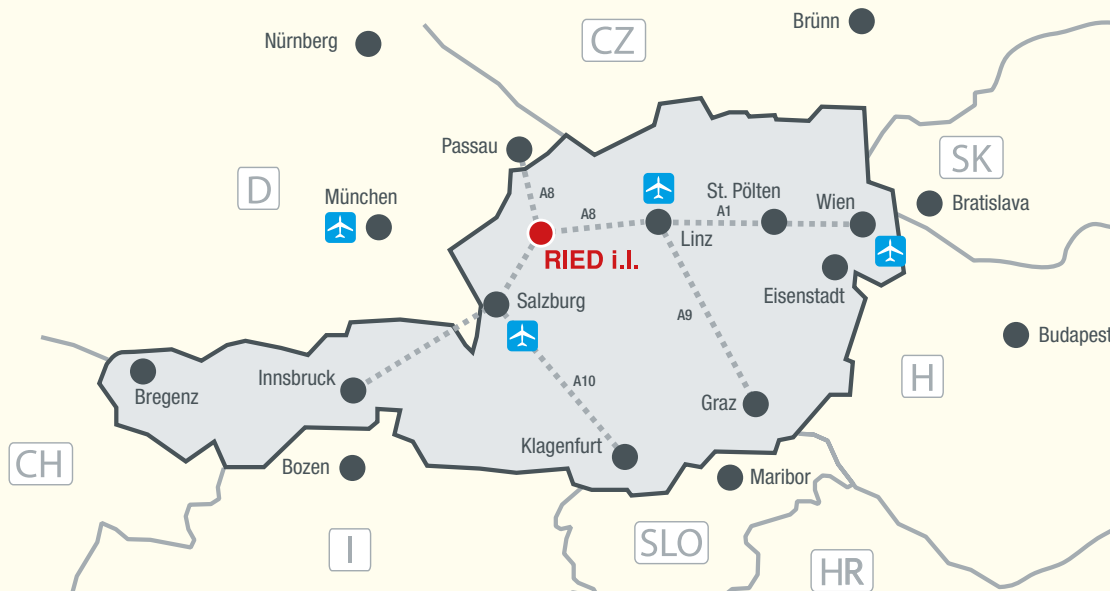 Brünn
Nürnberg
CZ
Passau
SK
D
München
A8
St. Pölten
Wien
Bratislava
A8
A1
Linz
RIED i.I.
Eisenstadt
Salzburg
A9
Budapest
Innsbruck
A10
H
Bregenz
Graz
Klagenfurt
CH
Bozen
Maribor
I
SLO
HR